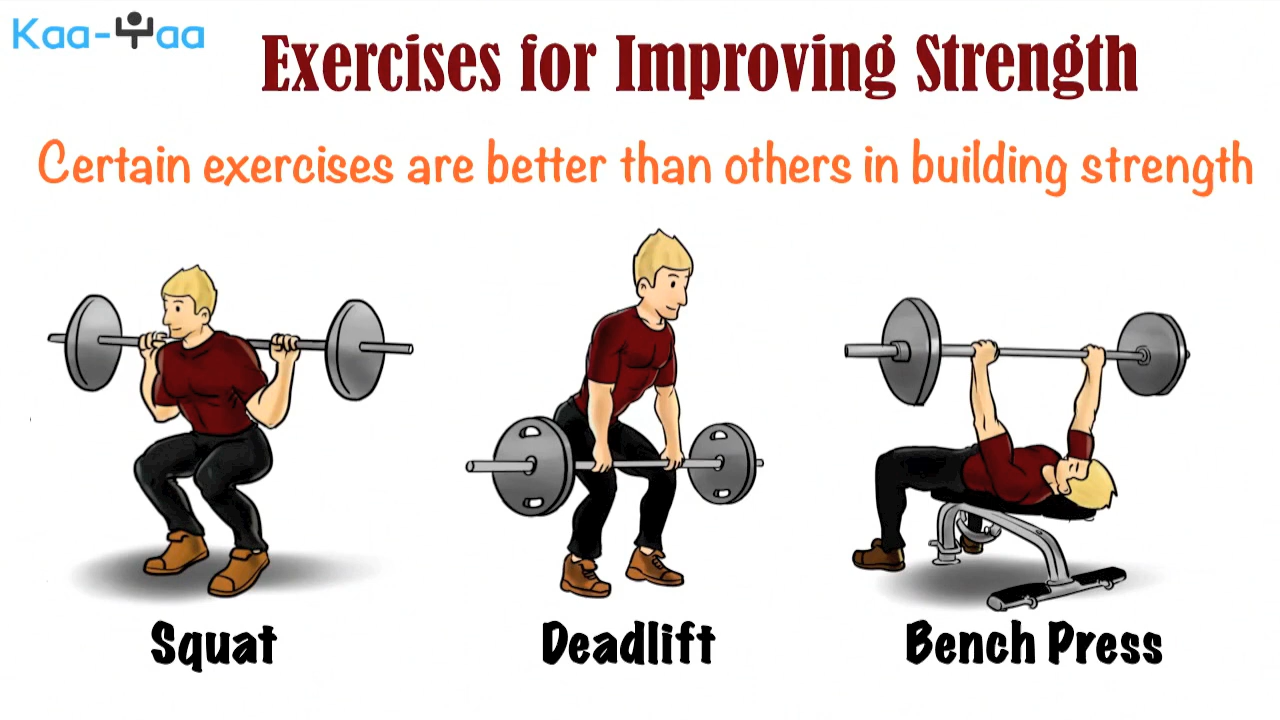 Kaa-Yaa
Exercises for Improving Strength
Certain exercises are better than others in building strength
Squat
Deadlift
Bench Press